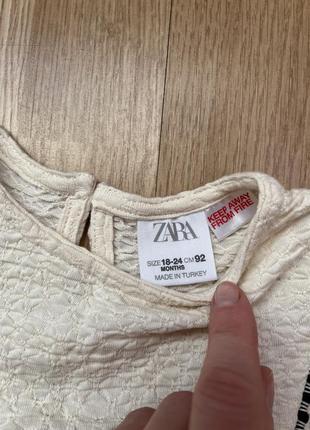 ZARA
SIZE 18-24 CM 92
MONTHS
MADE IN TURKEY
KEEP AWAY
FROM FIRE